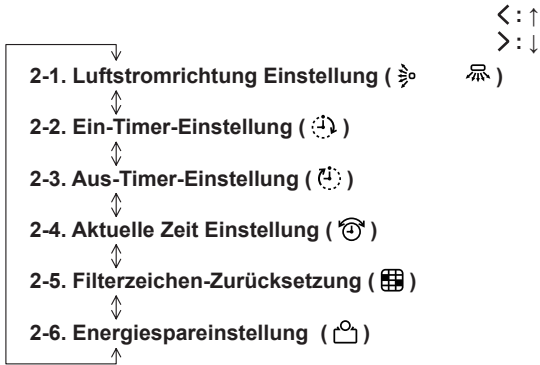 <:↑
>:↓
2-1. Luftstromrichtung Einstellung ( )
2-2. Ein-Timer-Einstellung ( )
2-3. Aus-Timer-Einstellung ( )
2-4. Aktuelle Zeit Einstellung ( )
2-5. Filterzeichen-Zurücksetzung ( )
2-6. Energiespareinstellung ( )